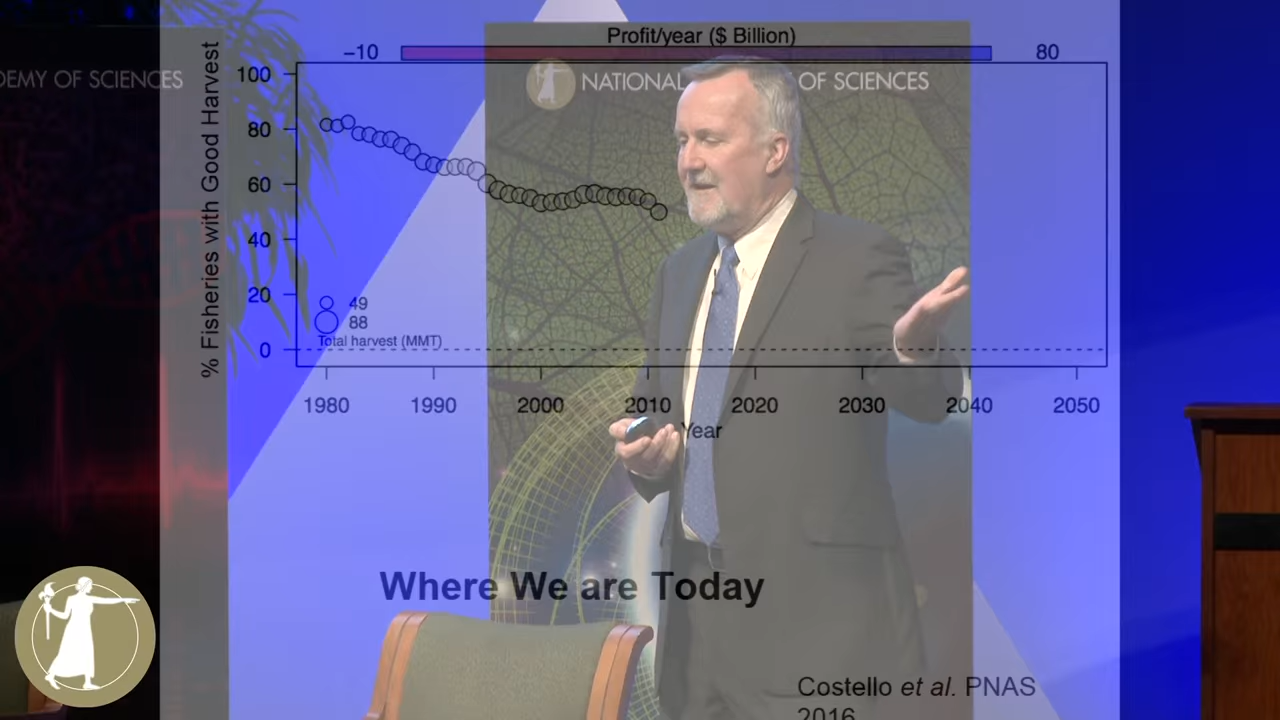 Profit/year ($ Billion)
−10
80
DEMY OF SCIENCES
NATIONAL
OF SCIENCES
% Fisheries with Good Harvest
100
80
60
40
20
0
49
88
Total harvest (MMT)
1980 1990 2000 2010 2020 2030 2040 2050
Year
Where We are Today
Costello et al. PNAS
2016